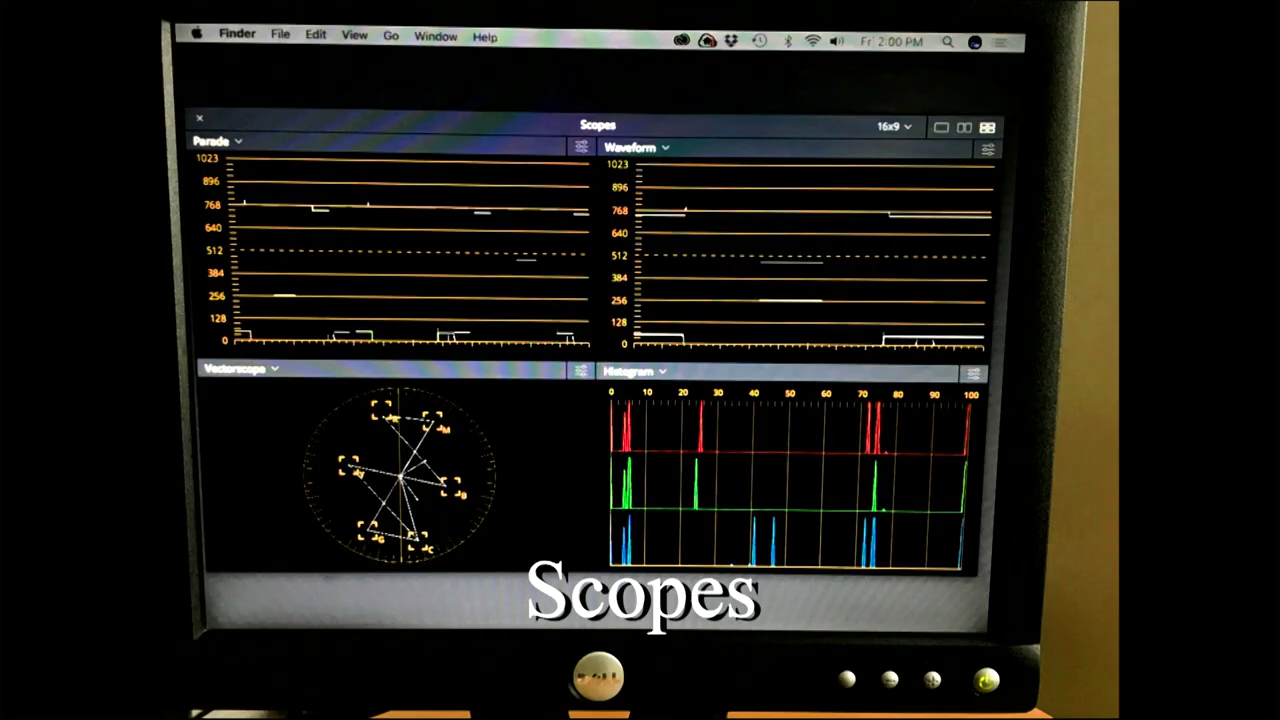 Finder File Edit View Go Window Help Fri 2:00 PM
Scopes 16x9
Parade
1023
896
768
640
512
384
256
128
0
Waveform
1023
896
768
640
512
384
256
128
0
Vectorscope
R
M
Y
B
G
C
Histogram
0 10 20 30 40 50 60 70 80 90 100
Scopes
DELL